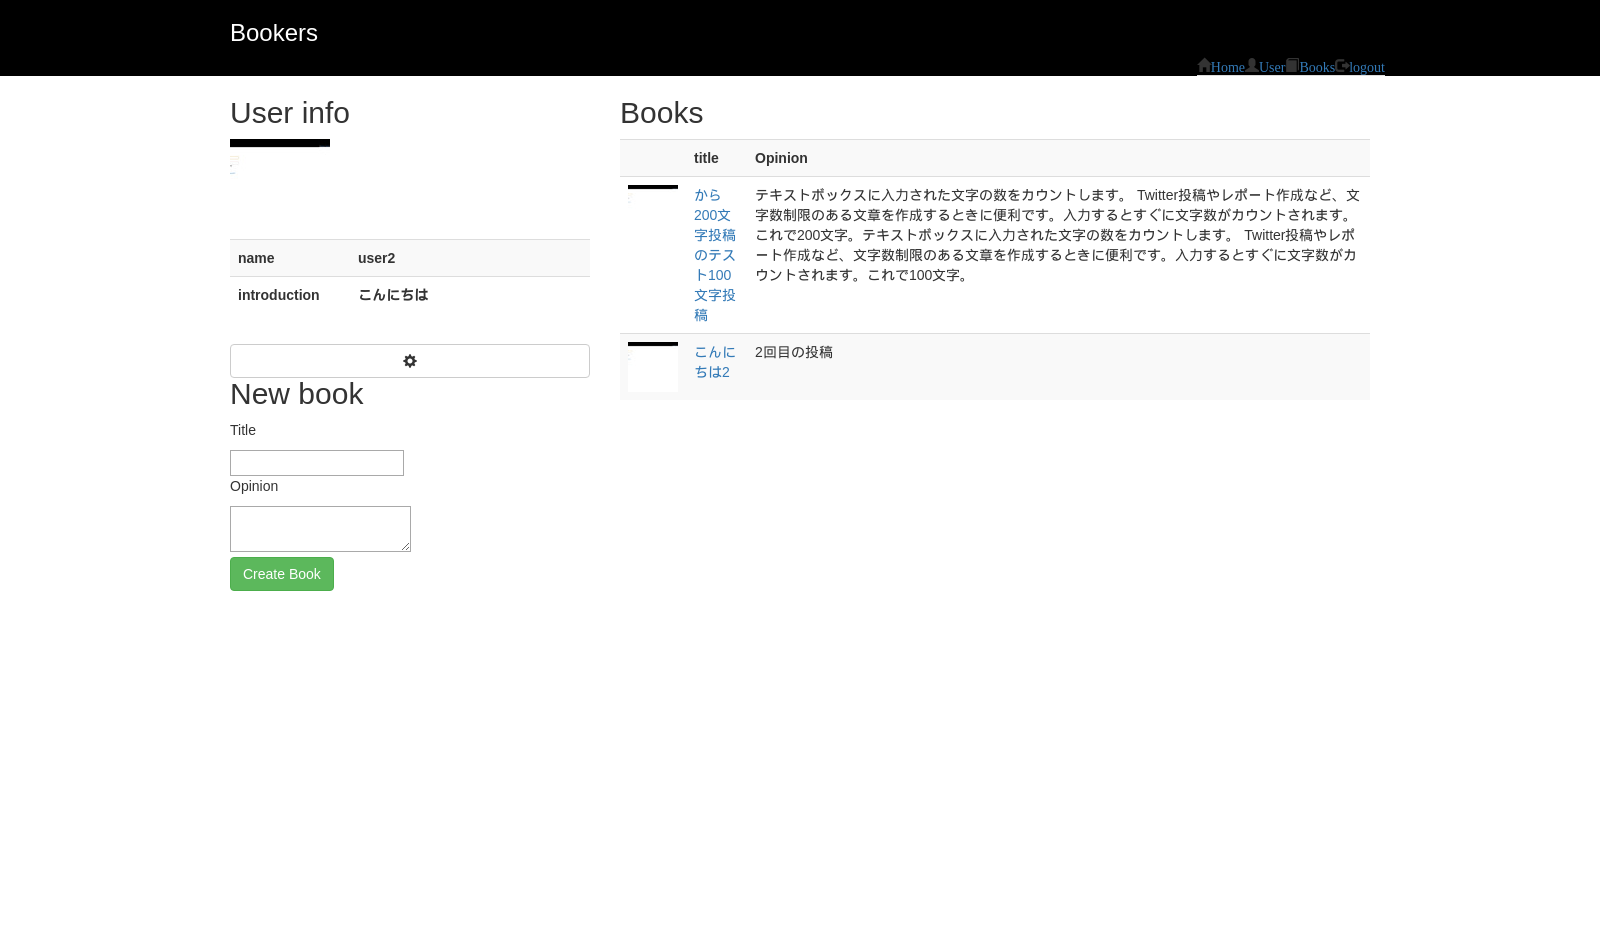 Bookers
Home User Books logout
User info
name user2
introduction こんにちは
New book
Title
Opinion
Create Book
Books
title Opinion
から
200文
字投稿
のテス
ト100
文字投
稿
テキストボックスに入力された文字の数をカウントします。 Twitter投稿やレポート作成など、文
字数制限のある文章を作成するときに便利です。入力するとすぐに文字数がカウントされます。
これで200文字。テキストボックスに入力された文字の数をカウントします。 Twitter投稿やレポ
ート作成など、文字数制限のある文章を作成するときに便利です。入力するとすぐに文字数がカ
ウントされます。これで100文字。
こんに
ちは2
2回目の投稿